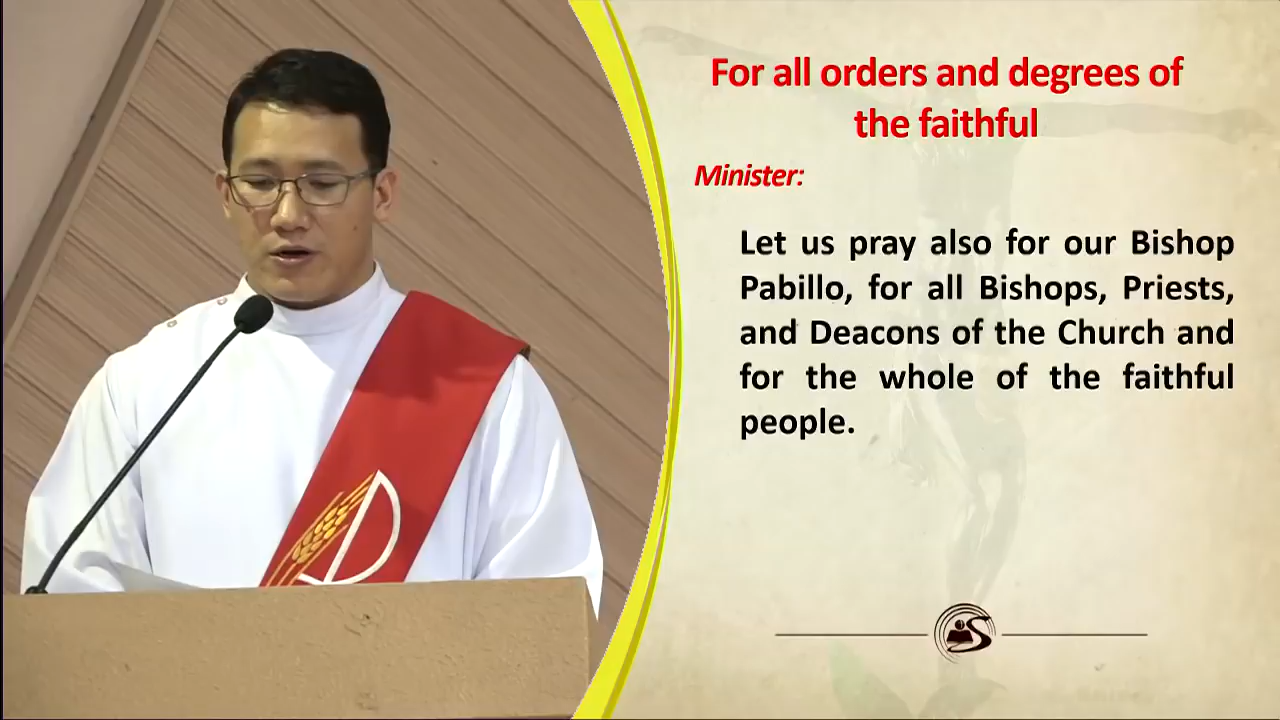 For all orders and degrees of
the faithful
Minister:
Let us pray also for our Bishop
Pabillo, for all Bishops, Priests,
and Deacons of the Church and
for the whole of the faithful
people.